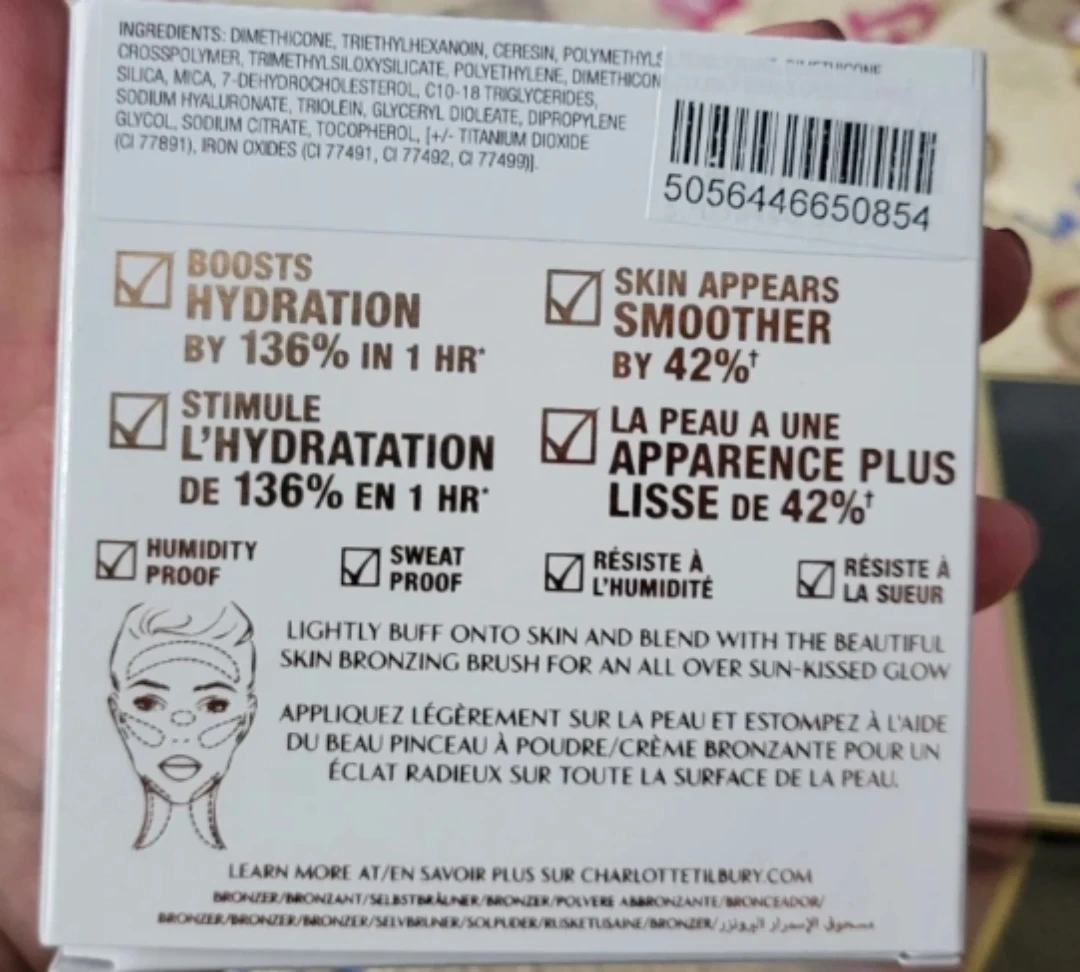 INGREDIENTS: DIMETHICONE, TRIETHYLHEXANOIN, CERESIN, POLYMETHYLS
CROSSPOLYMER, TRIMETHYLSILOXYSILICATE, POLYETHYLENE, DIMETHICON
SILICA, MICA, 7-DEHYDROCHOLESTEROL, C10-18 TRIGLYCERIDES,
SODIUM HYALURONATE, TRIOLEIN, GLYCERYL DIOLEATE, DIPROPYLENE
GLYCOL, SODIUM CITRATE, TOCOPHEROL, [+/- TITANIUM DIOXIDE
(CI 77891), IRON OXIDES (CI 77491, CI 77492, CI 77499)].
5056446650854
BOOSTS
HYDRATION
BY 136% IN 1 HR*
SKIN APPEARS
SMOOTHER
BY 42%†
STIMULE
L'HYDRATATION
DE 136% EN 1 HR*
LA PEAU A UNE
APPARENCE PLUS
LISSE DE 42%†
HUMIDITY
PROOF
SWEAT
PROOF
RÉSISTE À
L'HUMIDITÉ
RÉSISTE À
LA SUEUR
LIGHTLY BUFF ONTO SKIN AND BLEND WITH THE BEAUTIFUL
SKIN BRONZING BRUSH FOR AN ALL OVER SUN-KISSED GLOW
APPLIQUEZ LÉGÈREMENT SUR LA PEAU ET ESTOMPEZ À L'AIDE
DU BEAU PINCEAU À POUDRE/CRÈME BRONZANTE POUR UN
ÉCLAT RADIEUX SUR TOUTE LA SURFACE DE LA PEAU.
LEARN MORE AT/EN SAVOIR PLUS SUR CHARLOTTETILBURY.COM
BRONZER/BRONZANT/SELBSTBRÄUNER/BRONZER/POLVERE ABBRONZANTE/BRONCEADOR/
BRONZER/BRONZER/BRONZER/SELVBRUNER/SOLPUDER/RUSKETUSAINE/BRONZER/مسحوق الإسمرار البرونزر